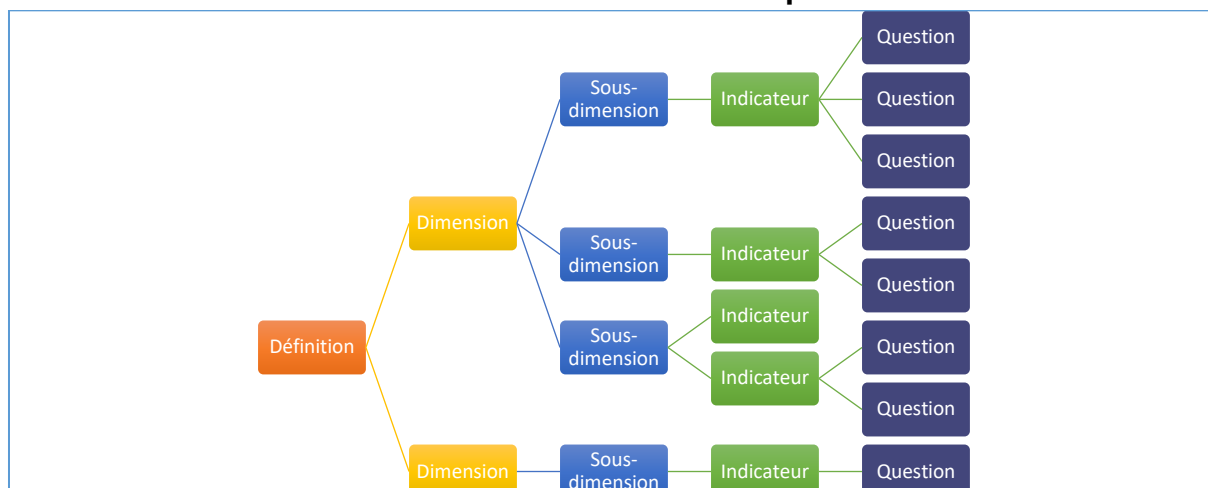 Question
Sous-
dimension
Indicateur
Question
Question
Dimension
Sous-
dimension
Indicateur
Question
Question
Définition
Sous-
dimension
Indicateur
Indicateur
Question
Question
Dimension
Sous-
dimension
Indicateur
Question